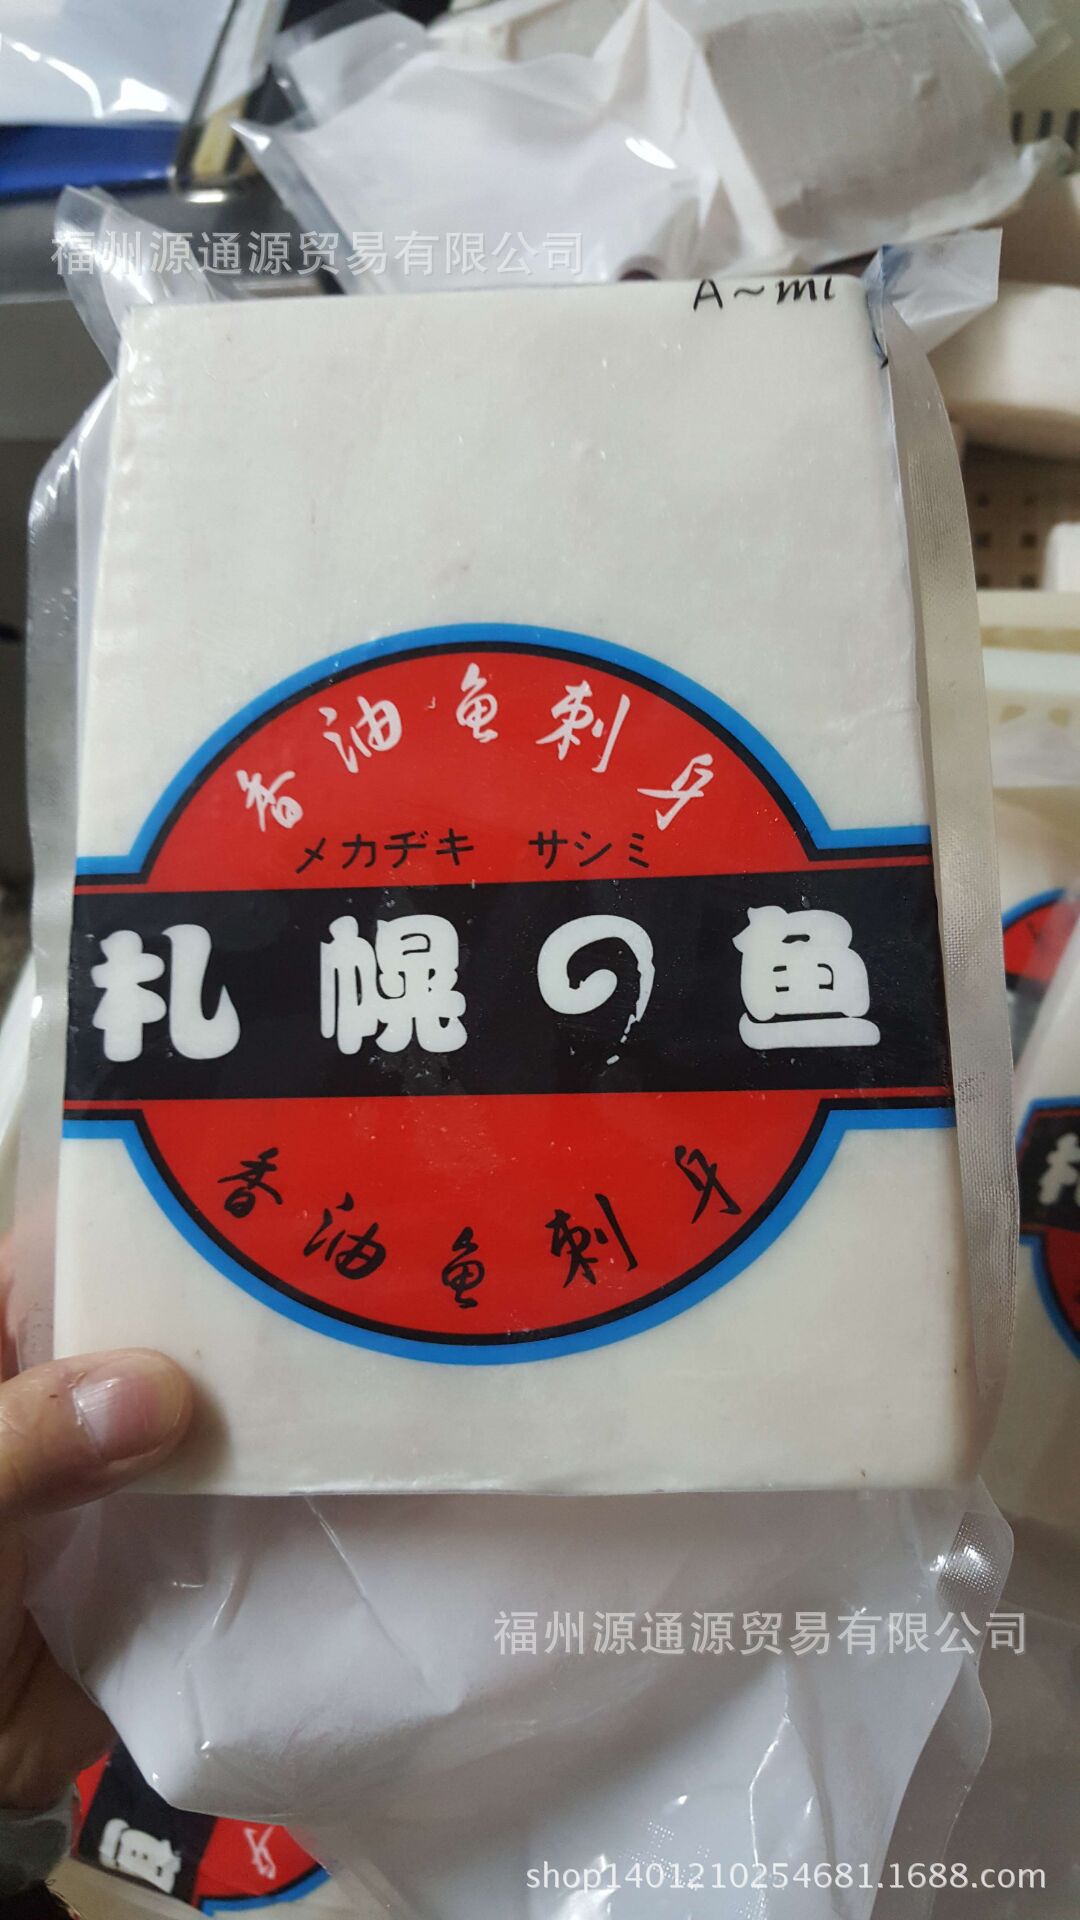 福州源通源贸易有限公司
A~mi
香油鱼刺身
メカヂキ サシミ
札幌の魚
香油鱼刺身
福州源通源贸易有限公司
shop1401210254681.1688.com